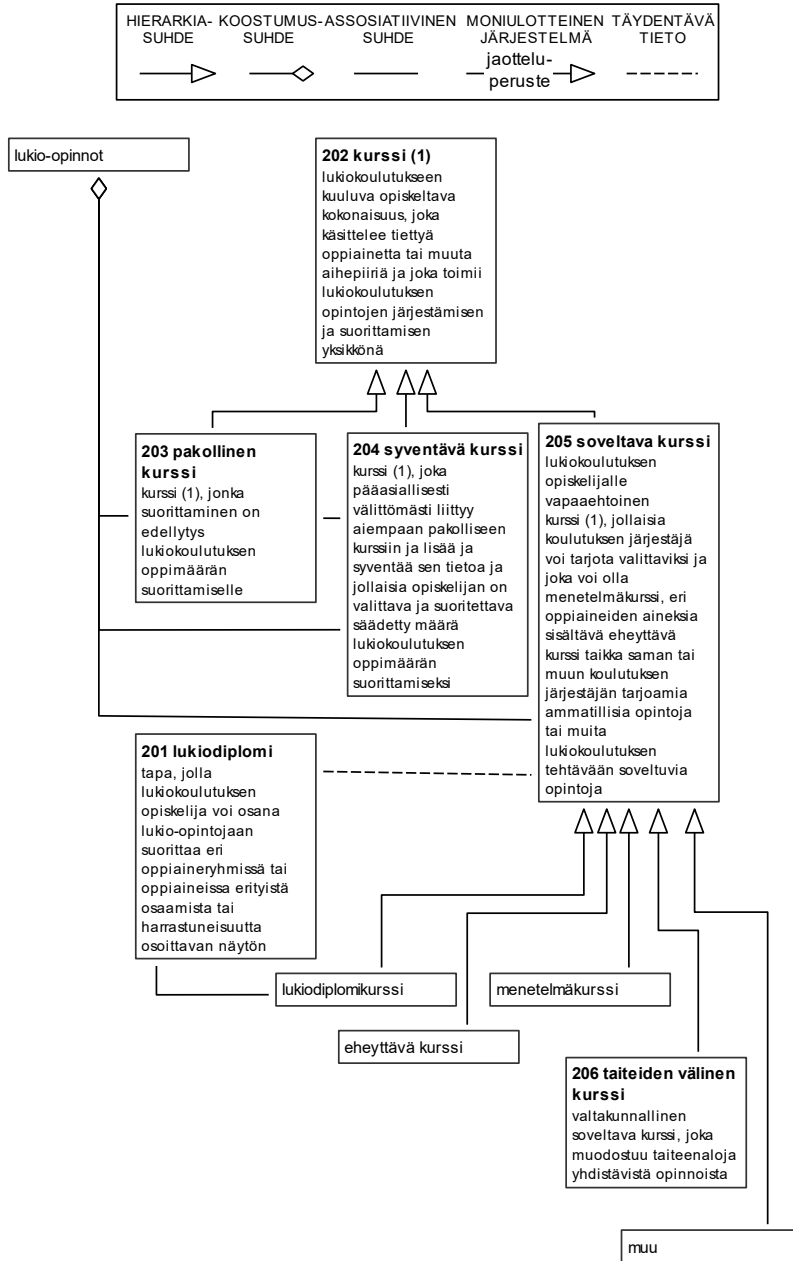 HIERARKIA-
SUHDE
KOOSTUMUS-
SUHDE
ASSOSIATIIVINEN
SUHDE
MONIULOTTEINEN
JÄRJESTELMÄ
jaottelu-
peruste
TÄYDENTÄVÄ
TIETO
lukio-opinnot
202 kurssi (1)
lukiokoulutukseen
kuuluva opiskeltava
kokonaisuus, joka
käsittelee tiettyä
oppiainetta tai muuta
aihepiiriä ja joka toimii
lukiokoulutuksen
opintojen järjestämisen
ja suorittamisen
yksikkönä
203 pakollinen
kurssi
kurssi (1), jonka
suorittaminen on
edellytys
lukiokoulutuksen
oppimäärän
suorittamiselle
204 syventävä kurssi
kurssi (1), joka
pääasiallisesti
välittömästi liittyy
aiempaan pakolliseen
kurssiin ja lisää ja
syventää sen tietoa ja
jollaisia opiskelijan on
valittava ja suoritettava
säädetty määrä
lukiokoulutuksen
oppimäärän
suorittamiseksi
205 soveltava kurssi
lukiokoulutuksen
opiskelijalle
vapaaehtoinen
kurssi (1), jollaisia
koulutuksen järjestäjä
voi tarjota valittaviksi ja
joka voi olla
menetelmäkurssi, eri
oppiaineiden aineksia
sisältävä eheyttävä
kurssi taikka saman tai
muun koulutuksen
järjestäjän tarjoamia
ammatillisia opintoja
tai muita
lukiokoulutuksen
tehtävään soveltuvia
opintoja
201 lukiodiplomi
tapa, jolla
lukiokoulutuksen
opiskelija voi osana
lukio-opintojaan
suorittaa eri
oppiaineryhmissä tai
oppiaineissa erityistä
osaamista tai
harrastuneisuutta
osoittavan näytön
lukiodiplomikurssi
menetelmäkurssi
eheyttävä kurssi
206 taiteiden välinen
kurssi
valtakunnallinen
soveltava kurssi, joka
muodostuu taiteenaloja
yhdistävistä opinnoista
muu